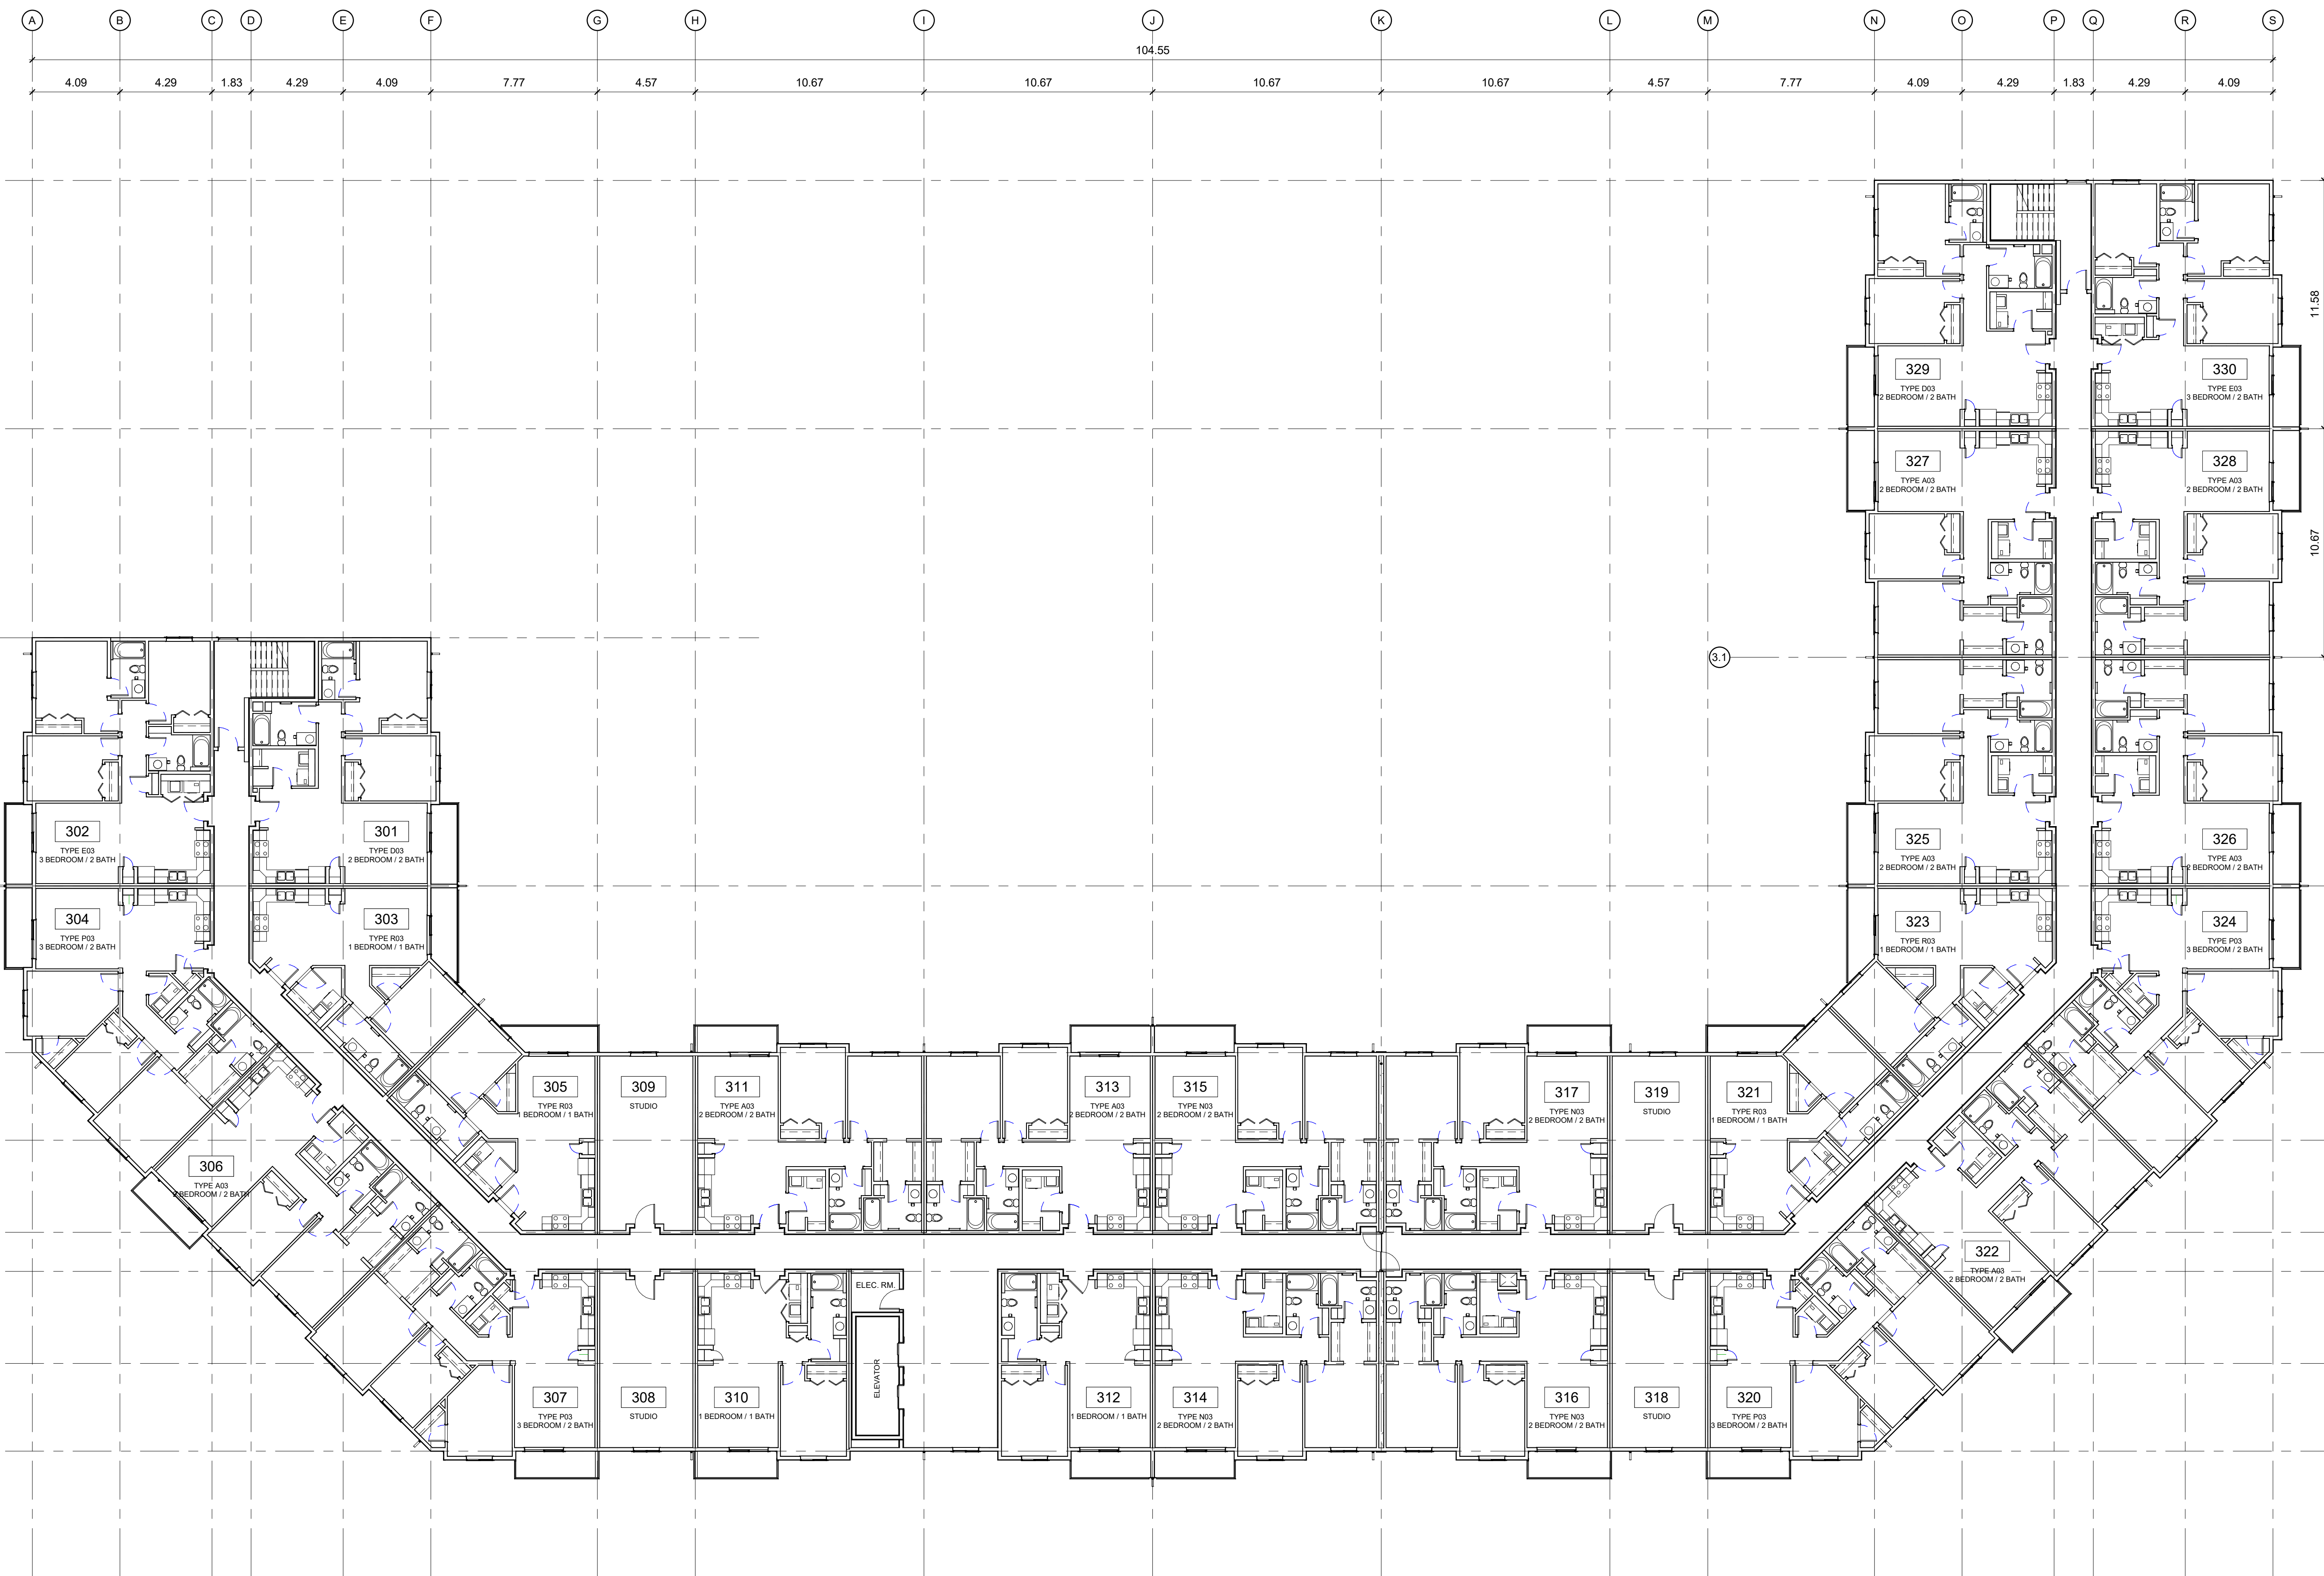 A B C D E F G H I J K L M N O P Q R S
104.55
4.09 4.29 1.83 4.29 4.09 7.77 4.57 10.67 10.67 10.67 10.67 4.57 7.77 4.09 4.29 1.83 4.29 4.09
11.58
329
TYPE D03
2 BEDROOM / 2 BATH
330
TYPE E03
3 BEDROOM / 2 BATH
327
TYPE A03
2 BEDROOM / 2 BATH
328
TYPE A03
2 BEDROOM / 2 BATH
10.67
3.1
302
TYPE E03
3 BEDROOM / 2 BATH
301
TYPE D03
2 BEDROOM / 2 BATH
325
TYPE A03
2 BEDROOM / 2 BATH
326
TYPE A03
2 BEDROOM / 2 BATH
304
TYPE P03
3 BEDROOM / 2 BATH
303
TYPE R03
1 BEDROOM / 1 BATH
323
TYPE R03
1 BEDROOM / 1 BATH
324
TYPE P03
3 BEDROOM / 2 BATH
305
TYPE R03
1 BEDROOM / 1 BATH
309
STUDIO
311
TYPE A03
2 BEDROOM / 2 BATH
313
TYPE A03
2 BEDROOM / 2 BATH
315
TYPE N03
2 BEDROOM / 2 BATH
317
TYPE N03
2 BEDROOM / 2 BATH
319
STUDIO
321
TYPE R03
1 BEDROOM / 1 BATH
306
TYPE A03
2 BEDROOM / 2 BATH
322
TYPE A03
2 BEDROOM / 2 BATH
ELEC. RM.
ELEVATOR
307
TYPE P03
3 BEDROOM / 2 BATH
308
STUDIO
310
1 BEDROOM / 1 BATH
312
1 BEDROOM / 1 BATH
314
TYPE N03
2 BEDROOM / 2 BATH
316
TYPE N03
2 BEDROOM / 2 BATH
318
STUDIO
320
TYPE P03
3 BEDROOM / 2 BATH